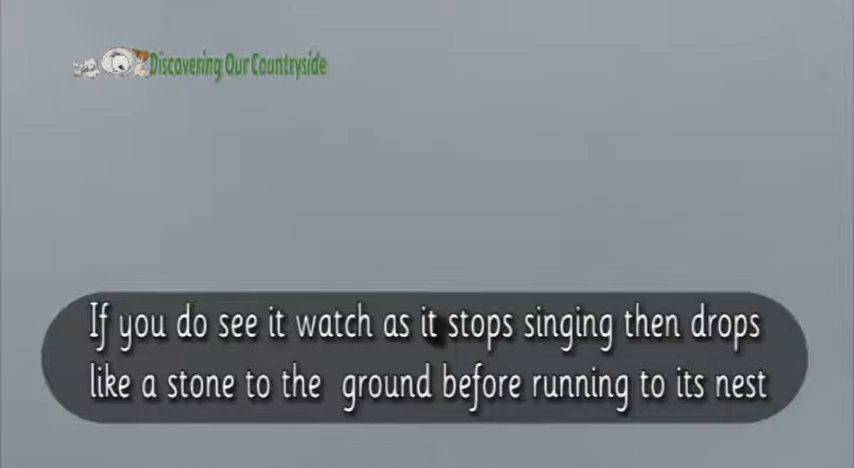 Discovering Our Countryside
If you do see it watch as it stops singing then drops
like a stone to the ground before running to its nest